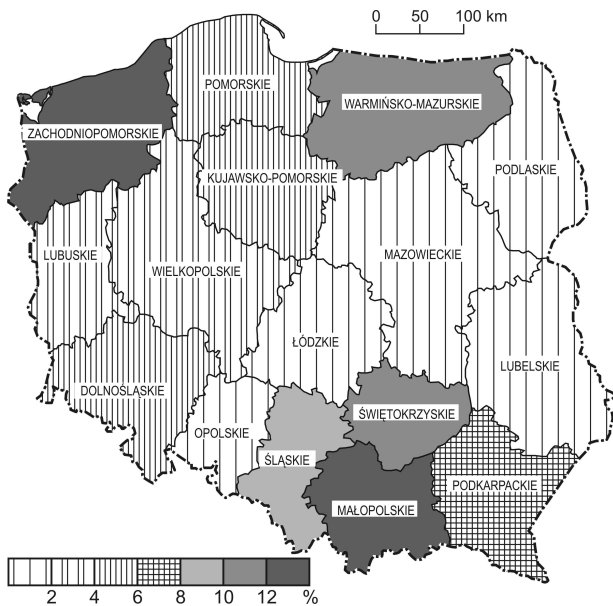 0 50 100 km
POMORSKIE
WARMIŃSKO-MAZURSKIE
ZACHODNIOPOMORSKIE
PODLASKIE
KUJAWSKO-POMORSKIE
LUBUSKIE
MAZOWIECKIE
WIELKOPOLSKIE
ŁÓDZKIE
LUBELSKIE
DOLNOŚLĄSKIE
ŚWIĘTOKRZYSKIE
OPOLSKIE
ŚLĄSKIE
PODKARPACKIE
MAŁOPOLSKIE
2 4 6 8 10 12 %